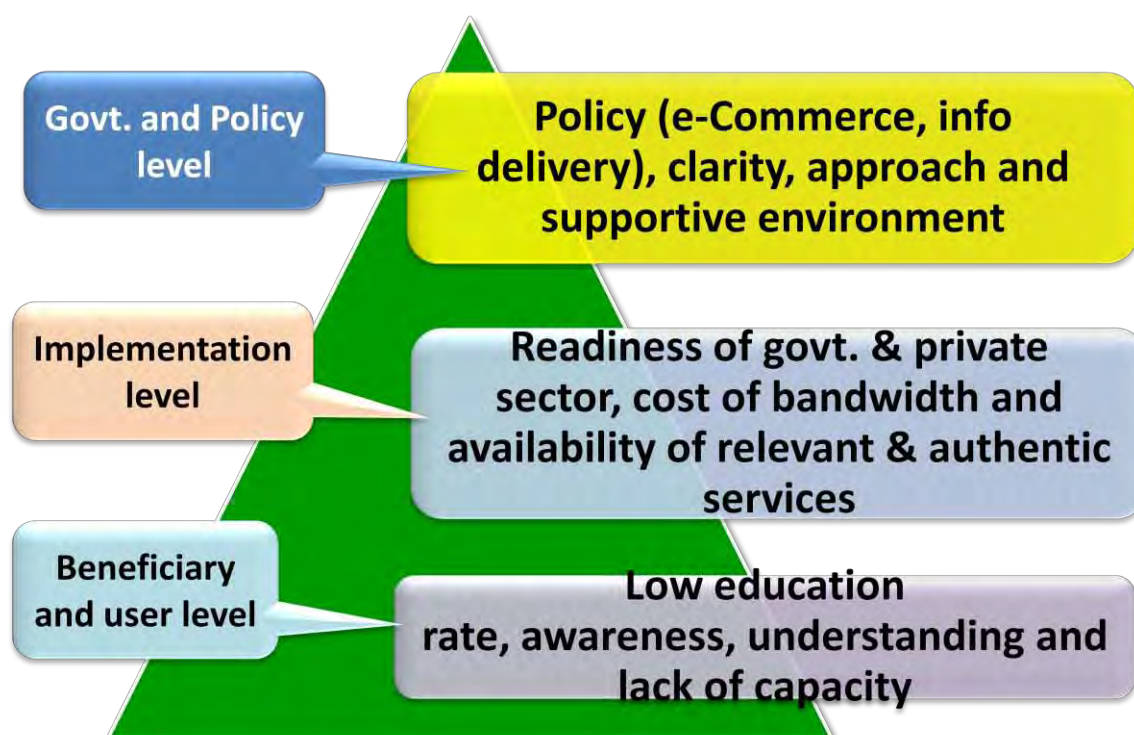 Govt. and Policy
level
Policy (e-Commerce, info
delivery), clarity, approach and
supportive environment
Implementation
level
Readiness of govt. & private
sector, cost of bandwidth and
availability of relevant & authentic
services
Beneficiary
and user level
Low education
rate, awareness, understanding and
lack of capacity